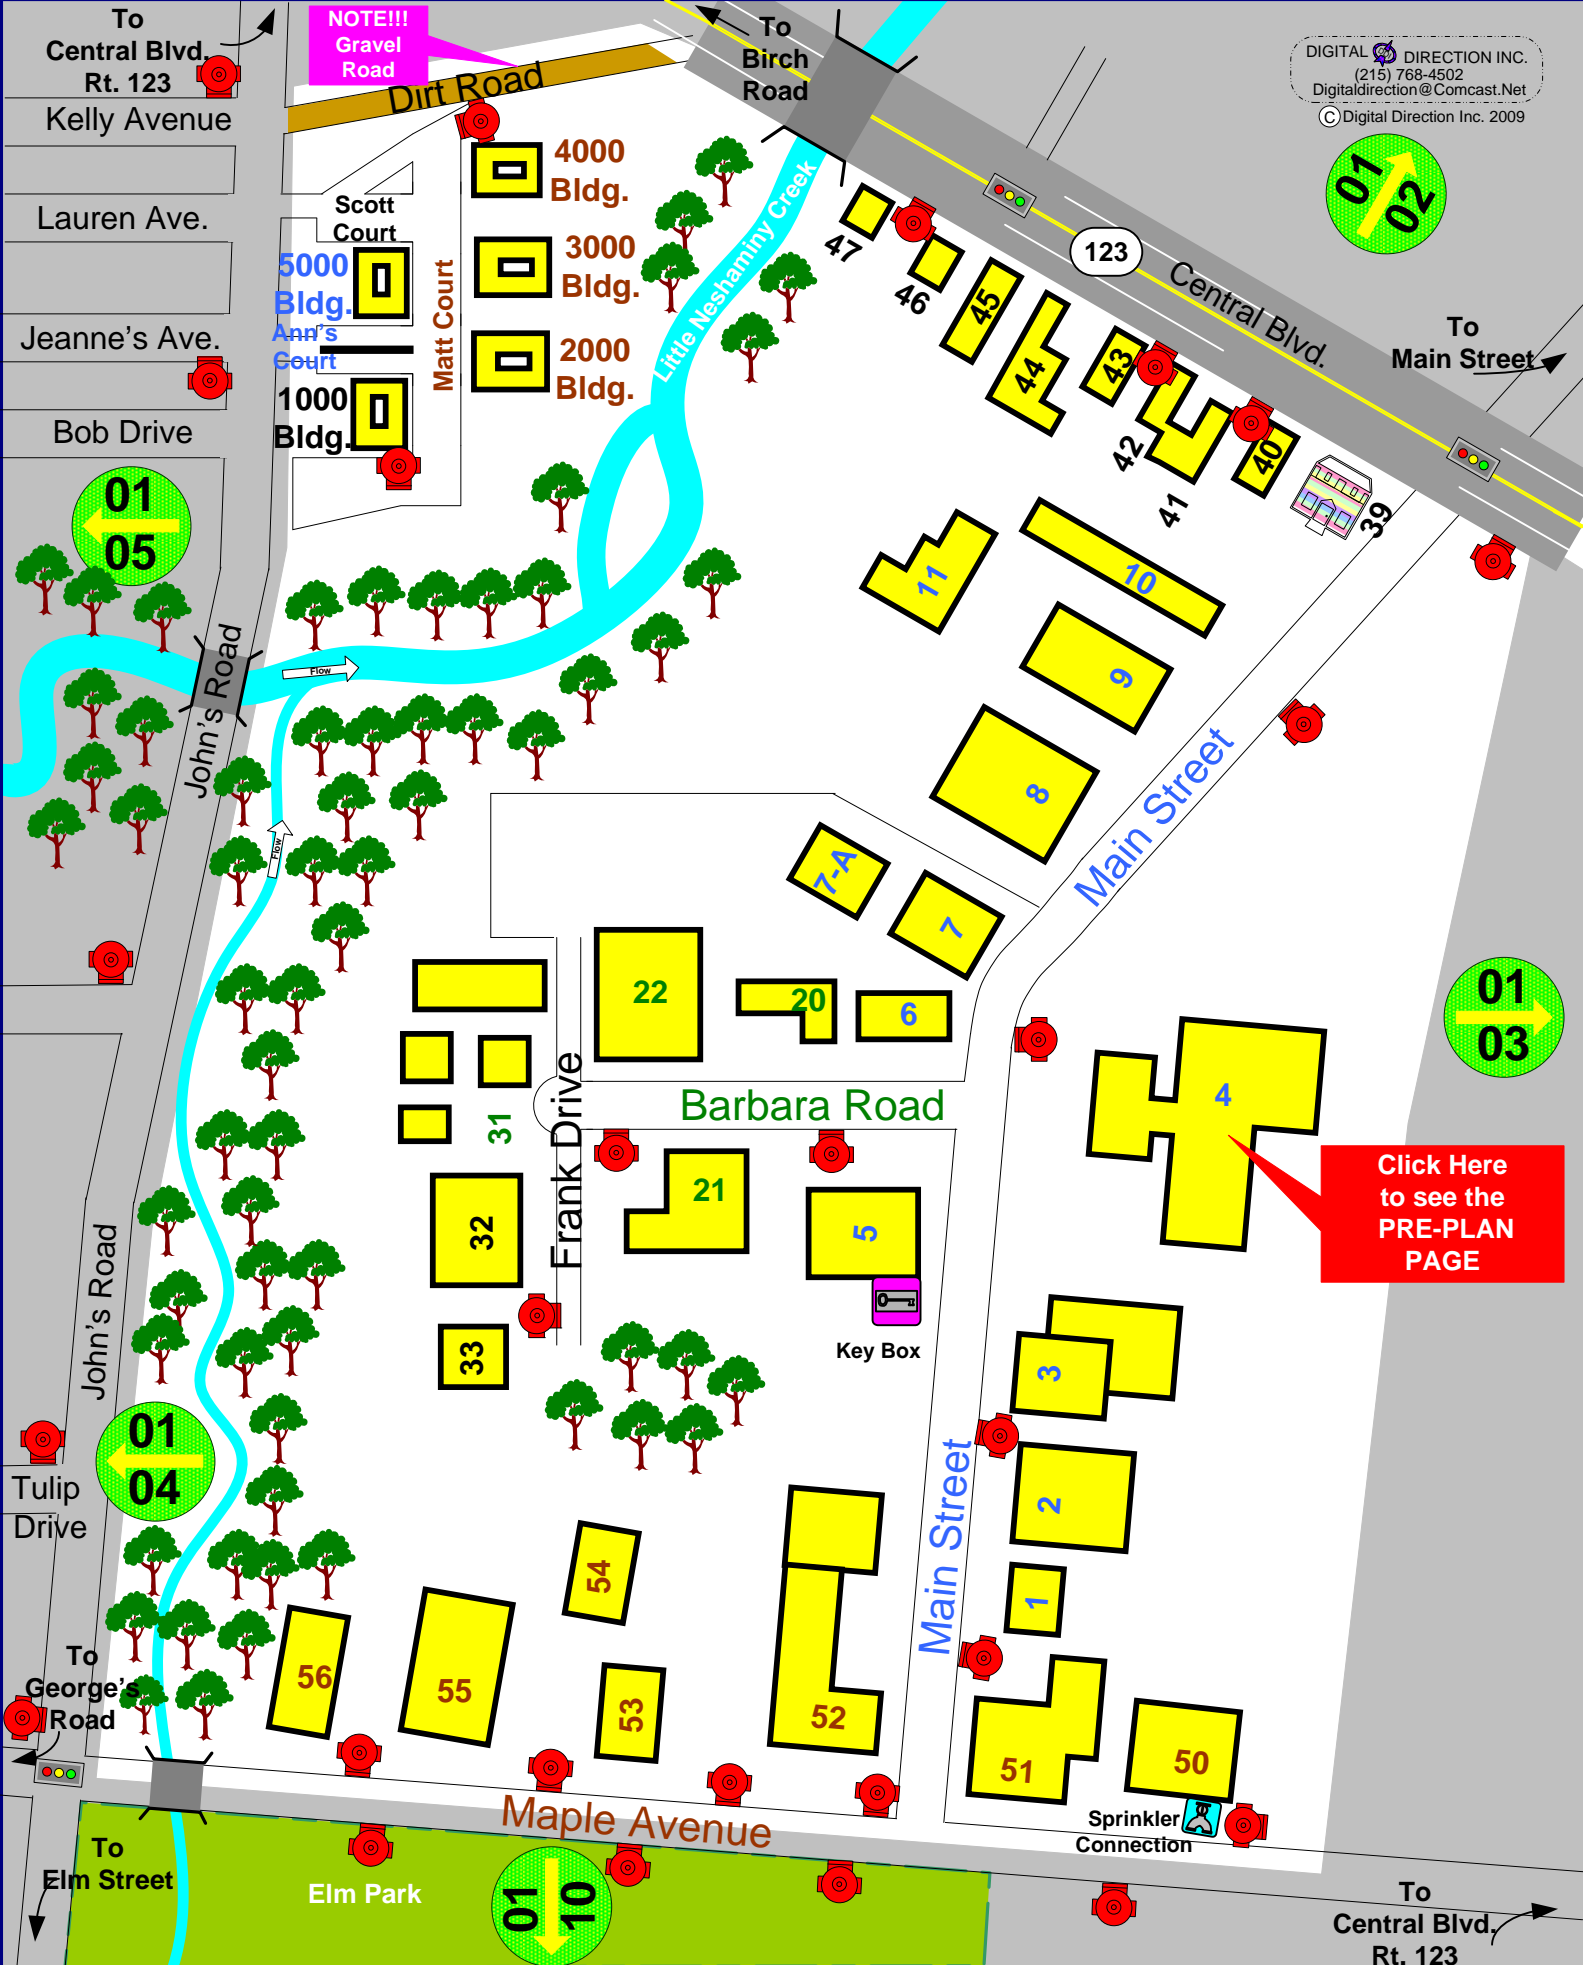 To
Central Blvd.
Rt. 123
NOTE!!!
Gravel
Road
To
Birch
Road
DIGITAL DIRECTION INC.
(215) 768-4502
Digitaldirection@Comcast.Net
C Digital Direction Inc. 2009
Kelly Avenue
Dirt Road
01
02
4000
Bldg.
Scott
Court
Lauren Ave.
Little Neshaminy Creek
47
46
123
Central Blvd.
3000
Bldg.
5000
Bldg.
Matt Court
45
44
43
To
Main Street
Jeanne's Ave.
Ann's
Court
2000
Bldg.
1000
Bldg.
Bob Drive
42
41
40
39
01
05
11
10
9
8
Flow
John's Road
Main Street
Flow
7-A
7
22
20
6
01
03
Frank Drive
Barbara Road
31
4
Click Here
to see the
PRE-PLAN
PAGE
21
32
5
John's Road
33
Key Box
3
01
04
Tulip
Drive
Main Street
2
54
1
To
George's
Road
56
55
53
52
51
50
Sprinkler
Connection
Maple Avenue
To
Elm Street
Elm Park
01
10
To
Central Blvd.
Rt. 123